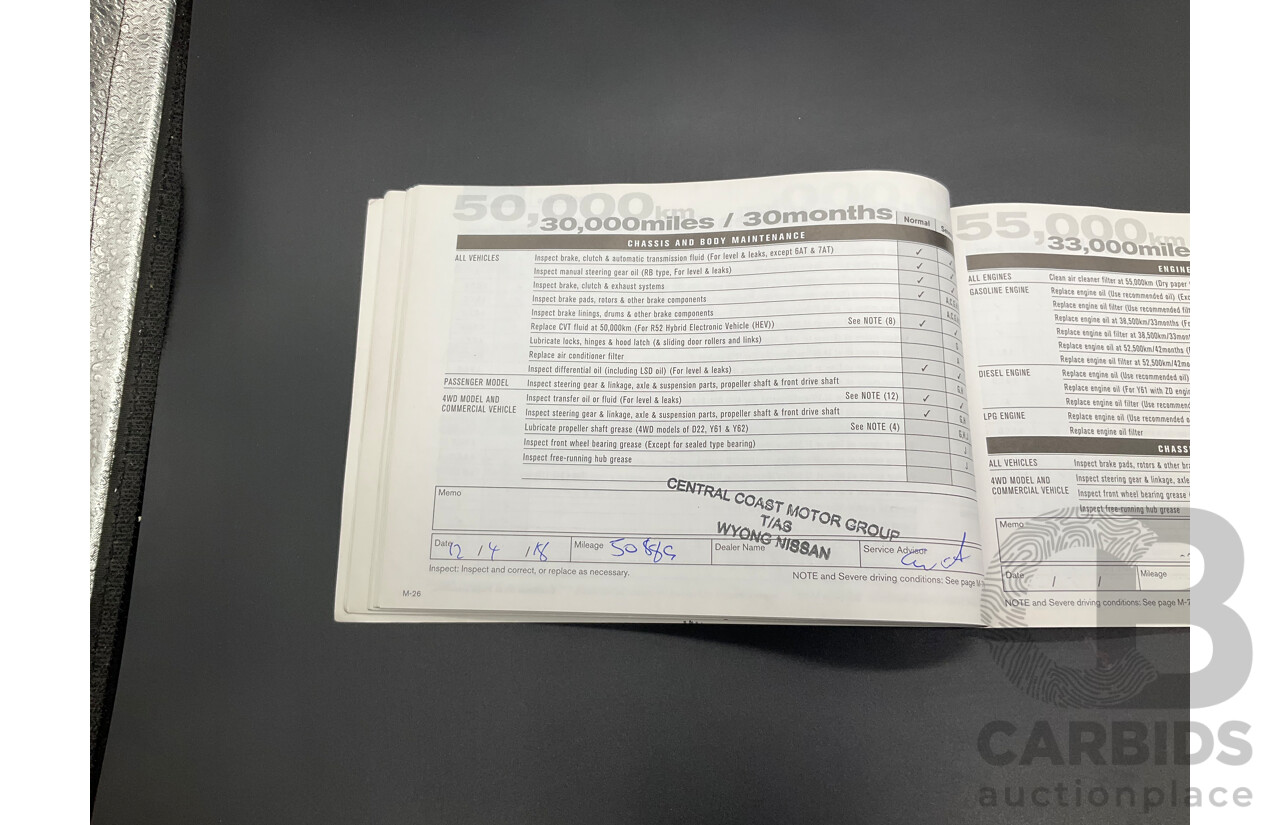 50,000km
30,000miles / 30months
Normal
CHASSIS AND BODY MAINTENANCE
ALL VEHICLES
Inspect brake, clutch & automatic transmission fluid (For level & leaks, except 6AT & 7AT) ✓
Inspect manual steering gear oil (RB type, For level & leaks) ✓
Inspect brake, clutch & exhaust systems ✓
Inspect brake pads, rotors & other brake components ✓
Inspect brake linings, drums & other brake components
Replace CVT fluid at 50,000km (For R52 Hybrid Electronic Vehicle (HEV)) See NOTE (8) ✓
Lubricate locks, hinges & hood latch (& sliding door rollers and links)
Replace air conditioner filter
Inspect differential oil (including LSD oil) (For level & leaks) ✓
PASSENGER MODEL Inspect steering gear & linkage, axle & suspension parts, propeller shaft & front drive shaft
4WD MODEL AND COMMERCIAL VEHICLE
Inspect transfer oil or fluid (For level & leaks) See NOTE (12) ✓
Inspect steering gear & linkage, axle & suspension parts, propeller shaft & front drive shaft ✓
Lubricate propeller shaft grease (4WD models of D22, Y61 & Y62) See NOTE (4)
Inspect front wheel bearing grease (Except for sealed type bearing)
Inspect free-running hub grease
Memo
CENTRAL COAST MOTOR GROUP
T/AS
WYONG NISSAN
Date 12 / 4 / 18 Mileage Dealer Name Service Advisor
Inspect: Inspect and correct, or replace as necessary.
NOTE and Severe driving conditions: See page
M-26
55,000km
33,000mile
ENGINE
ALL ENGINES Clean air cleaner filter at 55,000km (Dry paper
GASOLINE ENGINE Replace engine oil (Use recommended oil)
Replace engine oil filter (Use recommended
Replace engine oil at 38,500km/33months
Replace engine oil filter at 38,500km/33mon
Replace engine oil at 52,500km/42months
Replace engine oil filter at 52,500km/42
DIESEL ENGINE Replace engine oil (Use recommended oil)
Replace engine oil (For Y61 with ZD engin
Replace engine oil filter (Use recommen
LPG ENGINE Replace engine oil (Use recommended
Replace engine oil filter
CHASS
ALL VEHICLES Inspect brake pads, rotors & other br
4WD MODEL AND COMMERCIAL VEHICLE
Inspect steering gear & linkage, axle
Inspect front wheel bearing grease
Inspect free-running hub grease
Memo
Date / / Mileage
NOTE and Severe driving conditions: See page M-7
CB
CARBIDS
auctionplace